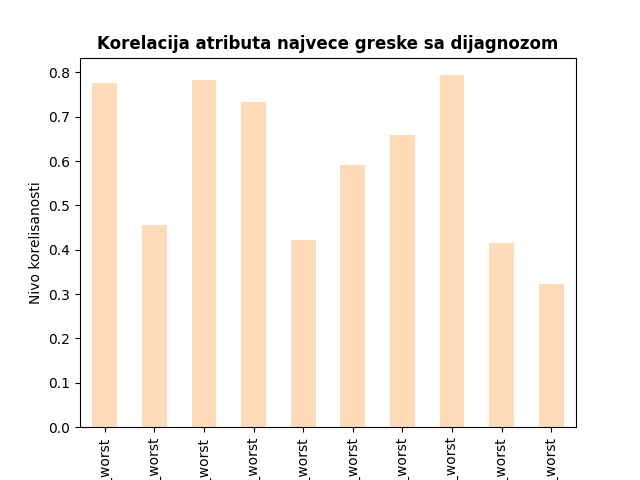 Korelacija atributa najvece greske sa dijagnozom
Nivo korelisanosti
0.8
0.7
0.6
0.5
0.4
0.3
0.2
0.1
0.0
_worst
_worst
_worst
_worst
_worst
_worst
_worst
_worst
_worst
_worst